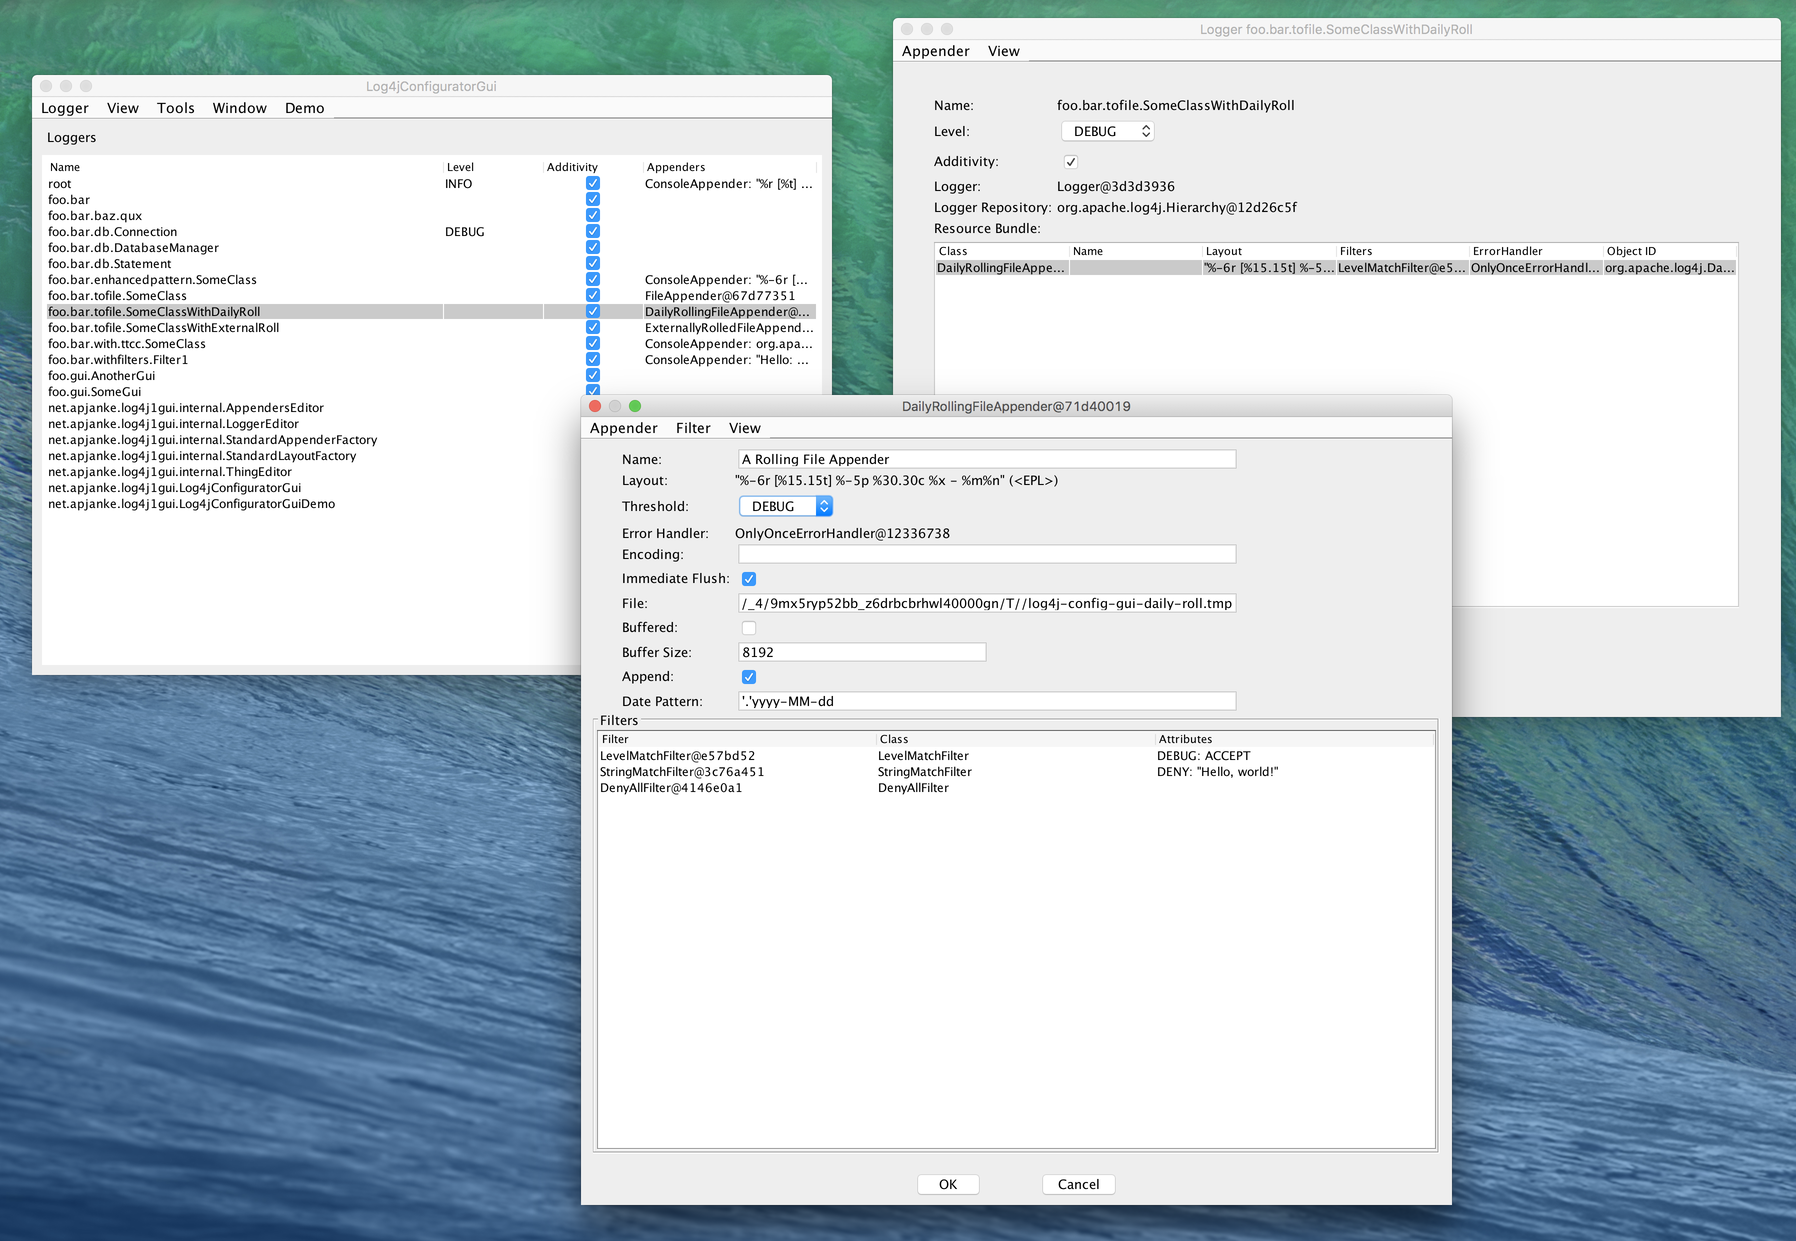 Log4jConfiguratorGui
Logger View Tools Window Demo
Loggers
Name Level Additivity Appenders
root INFO ConsoleAppender: "%r [%t] ...
foo.bar
foo.bar.baz.qux
foo.bar.db.Connection DEBUG
foo.bar.db.DatabaseManager
foo.bar.db.Statement
foo.bar.enhancedpattern.SomeClass ConsoleAppender: "%-6r [...
foo.bar.tofile.SomeClass FileAppender@67d77351
foo.bar.tofile.SomeClassWithDailyRoll DailyRollingFileAppender@...
foo.bar.tofile.SomeClassWithExternalRoll ExternallyRolledFileAppend...
foo.bar.with.ttcc.SomeClass ConsoleAppender: org.apa...
foo.bar.withfilters.Filter1 ConsoleAppender: "Hello: ...
foo.gui.AnotherGui
foo.gui.SomeGui
net.apjanke.log4j1gui.internal.AppendersEditor
net.apjanke.log4j1gui.internal.LoggerEditor
net.apjanke.log4j1gui.internal.StandardAppenderFactory
net.apjanke.log4j1gui.internal.StandardLayoutFactory
net.apjanke.log4j1gui.internal.ThingEditor
net.apjanke.log4j1gui.Log4jConfiguratorGui
net.apjanke.log4j1gui.Log4jConfiguratorGuiDemo
Logger foo.bar.tofile.SomeClassWithDailyRoll
Appender View
Name: foo.bar.tofile.SomeClassWithDailyRoll
Level: DEBUG
Additivity:
Logger: Logger@3d3d3936
Logger Repository: org.apache.log4j.Hierarchy@12d26c5f
Resource Bundle:
Class Name Layout Filters ErrorHandler Object ID
DailyRollingFileAppe... "%-6r [%15.15t] %-5... LevelMatchFilter@e5... OnlyOnceErrorHandl... org.apache.log4j.Da...
DailyRollingFileAppender@71d40019
Appender Filter View
Name: A Rolling File Appender
Layout: "%-6r [%15.15t] %-5p %30.30c %x - %m%n" (<EPL>)
Threshold: DEBUG
Error Handler: OnlyOnceErrorHandler@12336738
Encoding:
Immediate Flush:
File: /_4/9mx5ryp52bb_z6drbcbrhwl40000gn/T//log4j-config-gui-daily-roll.tmp
Buffered:
Buffer Size: 8192
Append:
Date Pattern: '.'yyyy-MM-dd
Filters
Filter Class Attributes
LevelMatchFilter@e57bd52 LevelMatchFilter DEBUG: ACCEPT
StringMatchFilter@3c76a451 StringMatchFilter DENY: "Hello, world!"
DenyAllFilter@4146e0a1 DenyAllFilter
OK Cancel